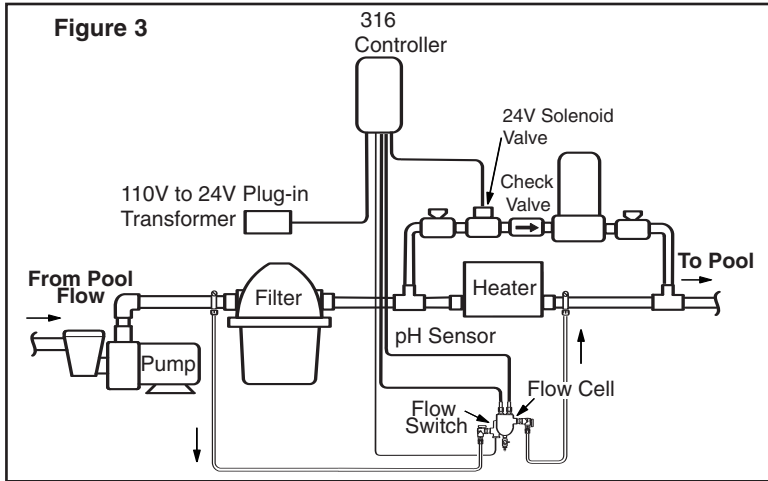 Figure 3
316
Controller
24V Solenoid
Valve
Check
Valve
110V to 24V Plug-in
Transformer
From Pool
Flow
To Pool
Filter
Heater
pH Sensor
Pump
Flow Cell
Flow
Switch